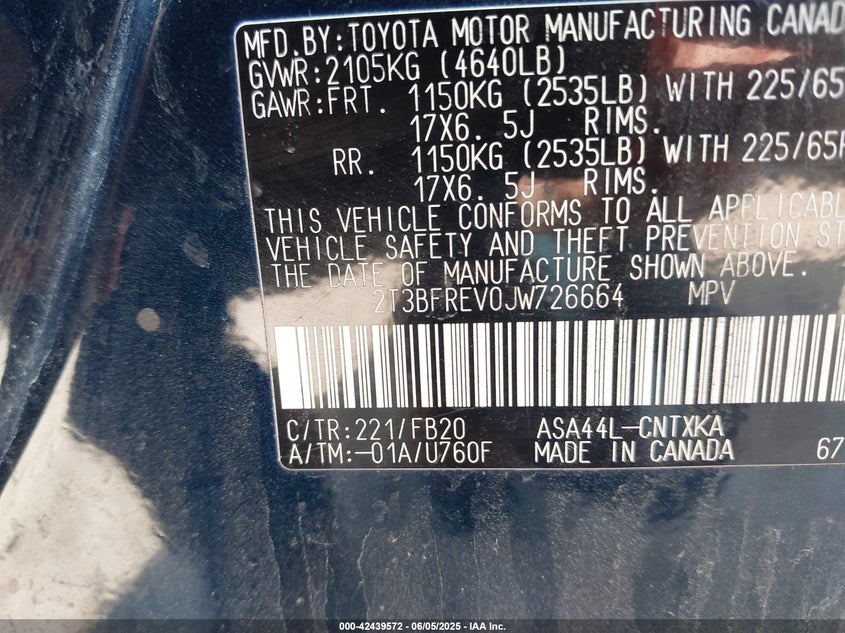 MFD.BY:TOYOTA MOTOR MANUFACTURING CANADA
GVWR:2105KG (4640LB)
GAWR:FRT. 1150KG (2535LB) WITH 225/65
17X6. 5J RIMS.
RR. 1150KG (2535LB) WITH 225/65R
17X6. 5J RIMS.
THIS VEHICLE CONFORMS TO ALL APPLICABL
VEHICLE SAFETY AND THEFT PREVENTION ST
THE DATE OF MANUFACTURE SHOWN ABOVE.
2T3BFREV0JW726664 MPV
C/TR:221/FB20 ASA44L-CNTXKA
A/TM:-01A/U760F MADE IN CANADA 67
000-42439572 - 06/05/2025 - IAA Inc.